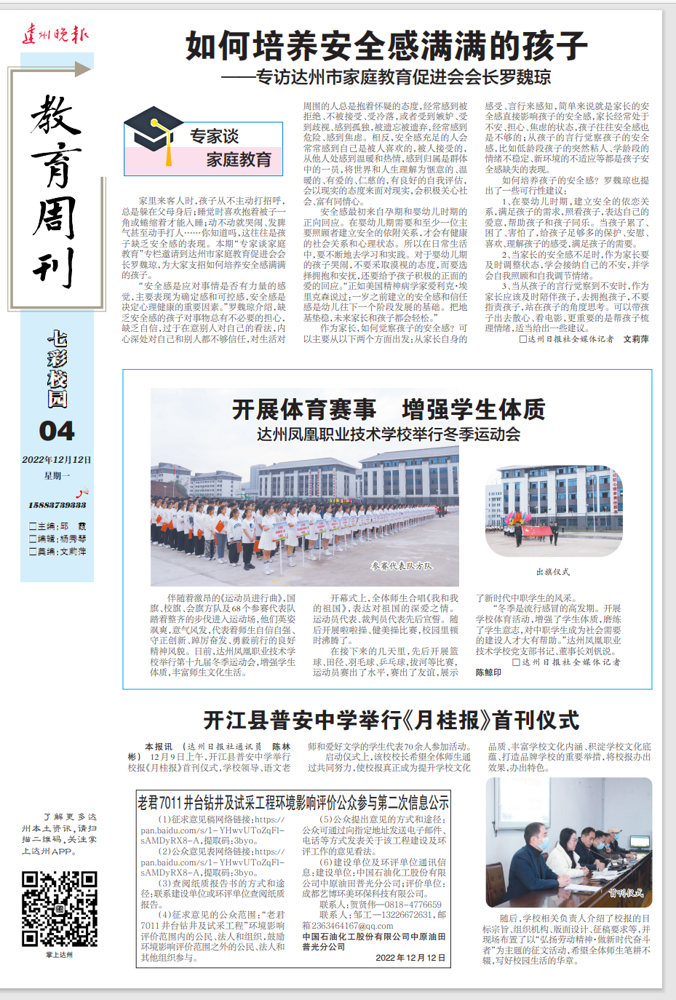 达州晚报
教育周刊
七彩校园
04
2022年12月12日
星期一
15883739333
□主编:邱 霞
□编辑:杨秀琴
□美编:文莉萍
了解更多达
州本土资讯,请扫
描二维码,关注掌
上达州APP。
掌上达州
如何培养安全感满满的孩子
——专访达州市家庭教育促进会会长罗魏琼
专家谈
家庭教育
家里来客人时,孩子从不主动打招呼,
总是躲在父母身后;睡觉时喜欢抱着被子一
角或蜷缩着才能入睡;动不动就哭闹、发脾
气甚至动手打人……你知道吗,这往往是孩
子缺乏安全感的表现。本期“专家谈家庭
教育”专栏邀请到达州市家庭教育促进会会
长罗魏琼,为大家支招如何培养安全感满满
的孩子。
“安全感是应对事情是否有力量的感
觉,主要表现为确定感和可控感,安全感是
决定心理健康的重要因素。”罗魏琼介绍,缺
乏安全感的孩子对事物总有不必要的担心,
缺乏自信,过于在意别人对自己的看法,内
心深处对自己和别人都不够信任,对生活对
周围的人总是抱着怀疑的态度,经常感到被
拒绝、不被接受、受冷落,或者受到嫉妒、受
到歧视、感到孤独,被遗忘被遗弃,经常感到
危险、感到焦虑。相反,安全感充足的人会
常常感到自己是被人喜欢的,被人接受的,
从他人处感到温暖和热情,感到归属是群体
中的一员,将世界和人生理解为惬意的、温
暖的、有爱的、仁慈的,有良好的自我评估,
会以现实的态度来面对现实,会积极关心社
会、富有同情心。
安全感最初来自孕期和婴幼儿时期的
正向回应。在婴幼儿期需要和至少一位主
要照顾者建立安全的依附关系,才会有健康
的社会关系和心理状态。所以在日常生活
中,要不断地去学习和实践。对于婴幼儿期
的孩子哭闹,不要采取漠视的态度,而要选
择拥抱和安抚,还要给予孩子积极的正面的
爱的回应。“正如美国精神病学家爱利克·埃
里克森说过:一岁之前建立的安全感和信任
感是幼儿往下一个阶段发展的基础。把地
基垫稳,未来家长和孩子都会轻松。”
作为家长,如何觉察孩子的安全感?可
以主要从以下两个方面出发:从家长自身的
感受、言行来感知,简单来说就是家长的安
全感直接影响孩子的安全感,家长经常处于
不安、担心、焦虑的状态,孩子往往安全感也
是不够的;从孩子的言行觉察孩子的安全
感,比如低龄段孩子的突然粘人、学龄段的
情绪不稳定、新环境的不适应等都是孩子安
全感缺失的表现。
如何培养孩子的安全感?罗魏琼也提
出了一些可行性建议:
1、在婴幼儿时期,建立安全的依恋关
系,满足孩子的需求,照看孩子,表达自己的
爱意,帮助孩子和孩子同乐。当孩子累了、
困了、害怕了,给孩子足够多的保护、安慰、
喜欢、理解孩子的感受,满足孩子的需要。
2、当家长的安全感不足时,作为家长要
及时调整状态,学会接纳自己的不安,并学
会自我照顾和自我调节情绪。
3、当从孩子的言行觉察到不安时,作为
家长应该及时陪伴孩子,去拥抱孩子,不要
指责孩子,站在孩子的角度思考。可以带孩
子出去散心、看电影,更重要的是帮孩子梳
理情绪,适当给出一些建议。
□达州日报社全媒体记者 文莉萍
开展体育赛事 增强学生体质
达州凤凰职业技术学校举行冬季运动会
参赛代表队方队
出旗仪式
伴随着激昂的《运动员进行曲》,国
旗、校旗、会旗方队及68个参赛代表队
踏着整齐的步伐进入运动场,他们英姿
飒爽,意气风发,代表着师生自信自强、
守正创新、踔厉奋发、勇毅前行的良好
精神风貌。日前,达州凤凰职业技术学
校举行第十九届冬季运动会,增强学生
体质,丰富师生文化生活。
开幕式上,全体师生合唱《我和我
的祖国》,表达对祖国的深爱之情。
运动员代表、裁判员代表先后宣誓。随
后开展啦啦操、健美操比赛,校园里顿
时沸腾了。
在接下来的几天里,先后开展篮
球、田径、羽毛球、乒乓球,拔河等比赛,
运动员赛出了水平,赛出了友谊,展示
了新时代中职学生的风采。
“冬季是流行感冒的高发期。开展
学校体育活动,增强了学生体质,磨练
了学生意志,对中职学生成为社会需要
的建设人才大有帮助。”达州凤凰职业
技术学校党支部书记、董事长刘钒说。
□达州日报社全媒体记者
陈鲸印
开江县普安中学举行《月桂报》首刊仪式
本报讯 (达州日报社通讯员 陈林
彬) 12月9日上午,开江县普安中学举行
校报《月桂报》首刊仪式,学校领导、语文老
师和爱好文学的学生代表70余人参加活动。
启动仪式上,该校校长希望全体师生通
过共同努力,使校报真正成为提升学校文化
品质、丰富学校文化内涵、积淀学校文化底
蕴、打造品牌学校的重要举措,将校报办出
效果,办出特色。
首刊仪式
随后,学校相关负责人介绍了校报的目
标宗旨、组织机构、版面设计、征稿要求等,并
现场布置了以“弘扬劳动精神·做新时代奋斗
者”为主题的征文活动,希望全体师生笔耕不
辍,写好校园生活的华章。
老君7011井台钻井及试采工程环境影响评价公众参与第二次信息公示
(1)征求意见稿网络链接:https://
pan.baidu.com/s/1-YHwvUToZqFl-
sAMDyRX8-A,提取码:3byo。
(2)公众意见表网络链接:https://
pan.baidu.com/s/1-YHwvUToZqFl-
sAMDyRX8-A,提取码:3byo。
(3)查阅纸质报告书的方式和途
径:联系建设单位或环评单位查阅纸质
报告。
(4)征求意见的公众范围:“老君
7011井台钻井及试采工程”环境影响
评价范围内的公民、法人和组织,鼓励
环境影响评价范围之外的公民、法人和
其他组织参与。
(5)公众提出意见的方式和途径:
公众可通过向指定地址发送电子邮件、
电话等方式发表关于该工程建设及环
评工作的意见看法。
(6)建设单位及环评单位通讯信
息:建设单位:中国石油化工股份有限
公司中原油田普光分公司;评价单位:
成都艺博环美环保科技有限公司。
联系人:贺贤伟—0818-4776659
联系人:邹工—13226672631,邮
箱2363464167@qq.com
中国石油化工股份有限公司中原油田
普光分公司
2022年12月12日